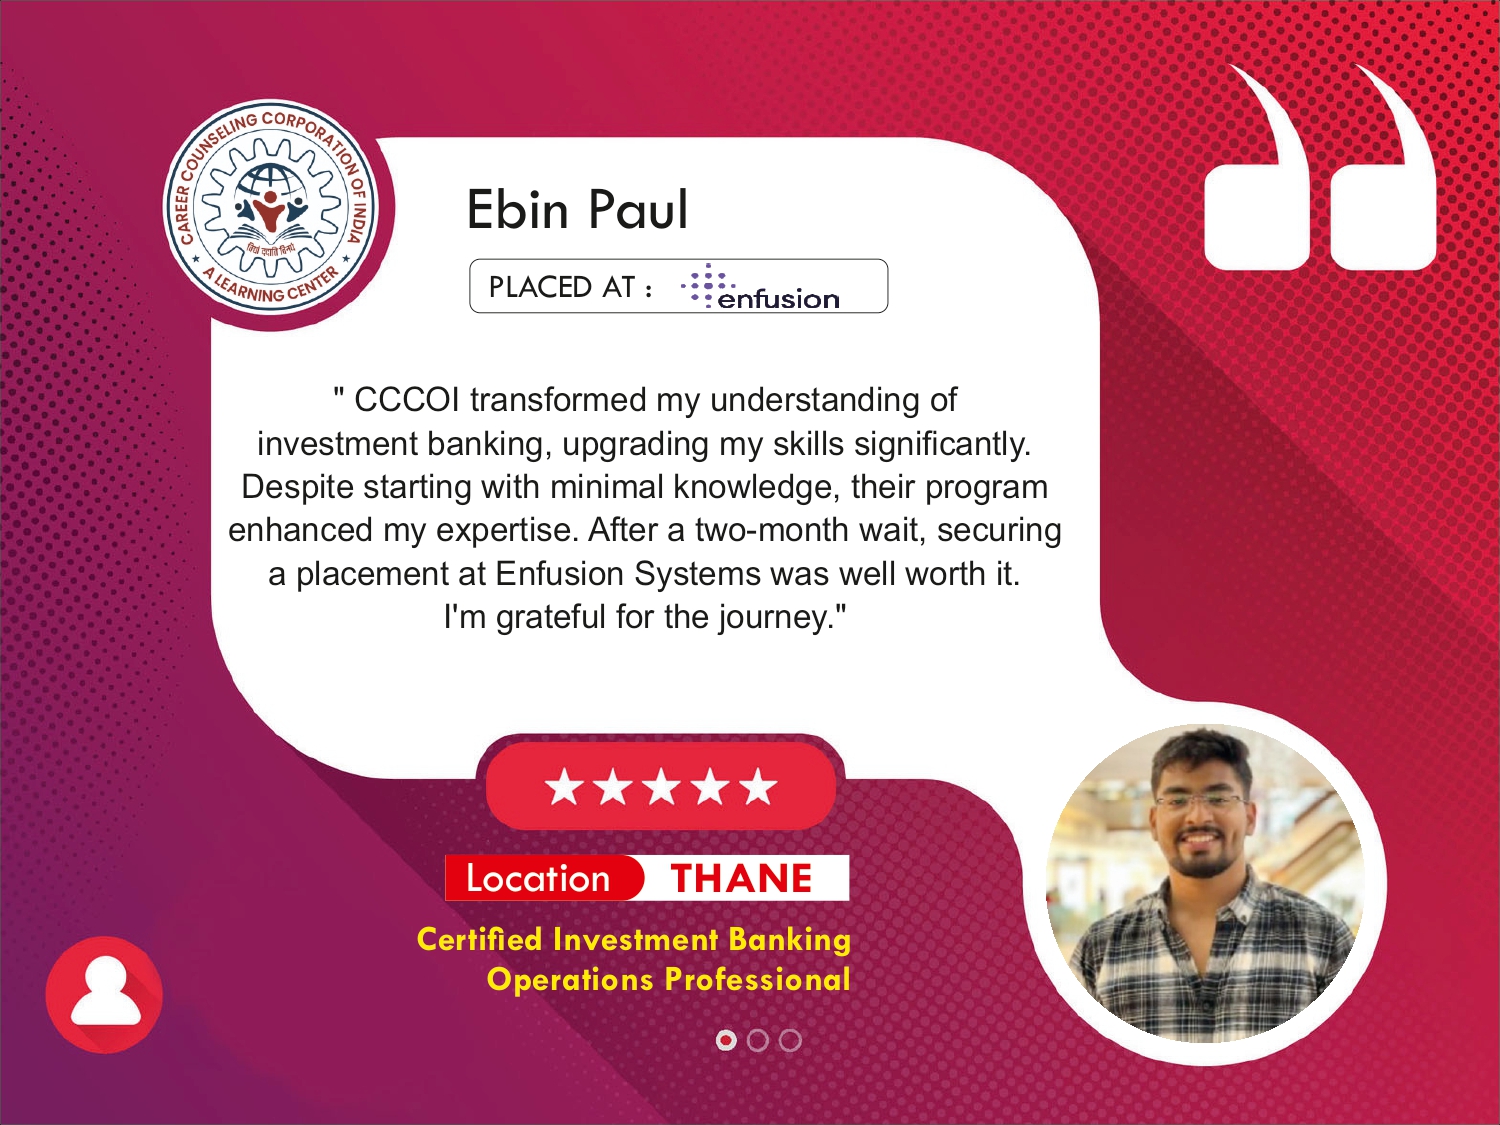 CAREER COUNSELING CORPORATION OF INDIA
★ A LEARNING CENTER ★
Ebin Paul
PLACED AT : enfusion
" CCCOI transformed my understanding of
investment banking, upgrading my skills significantly.
Despite starting with minimal knowledge, their program
enhanced my expertise. After a two-month wait, securing
a placement at Enfusion Systems was well worth it.
I'm grateful for the journey."
Location THANE
Certified Investment Banking
Operations Professional